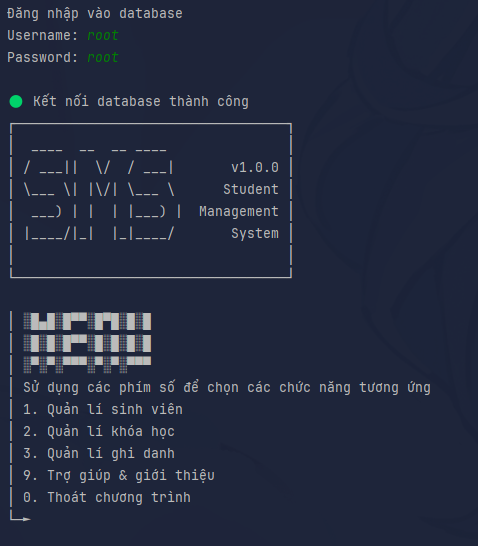 Đăng nhập vào database
Username: root
Password: root
Kết nối database thành công
SMS
v1.0.0
Student
Management
System
MENU
Sử dụng các phím số để chọn các chức năng tương ứng
1. Quản lí sinh viên
2. Quản lí khóa học
3. Quản lí ghi danh
9. Trợ giúp & giới thiệu
0. Thoát chương trình